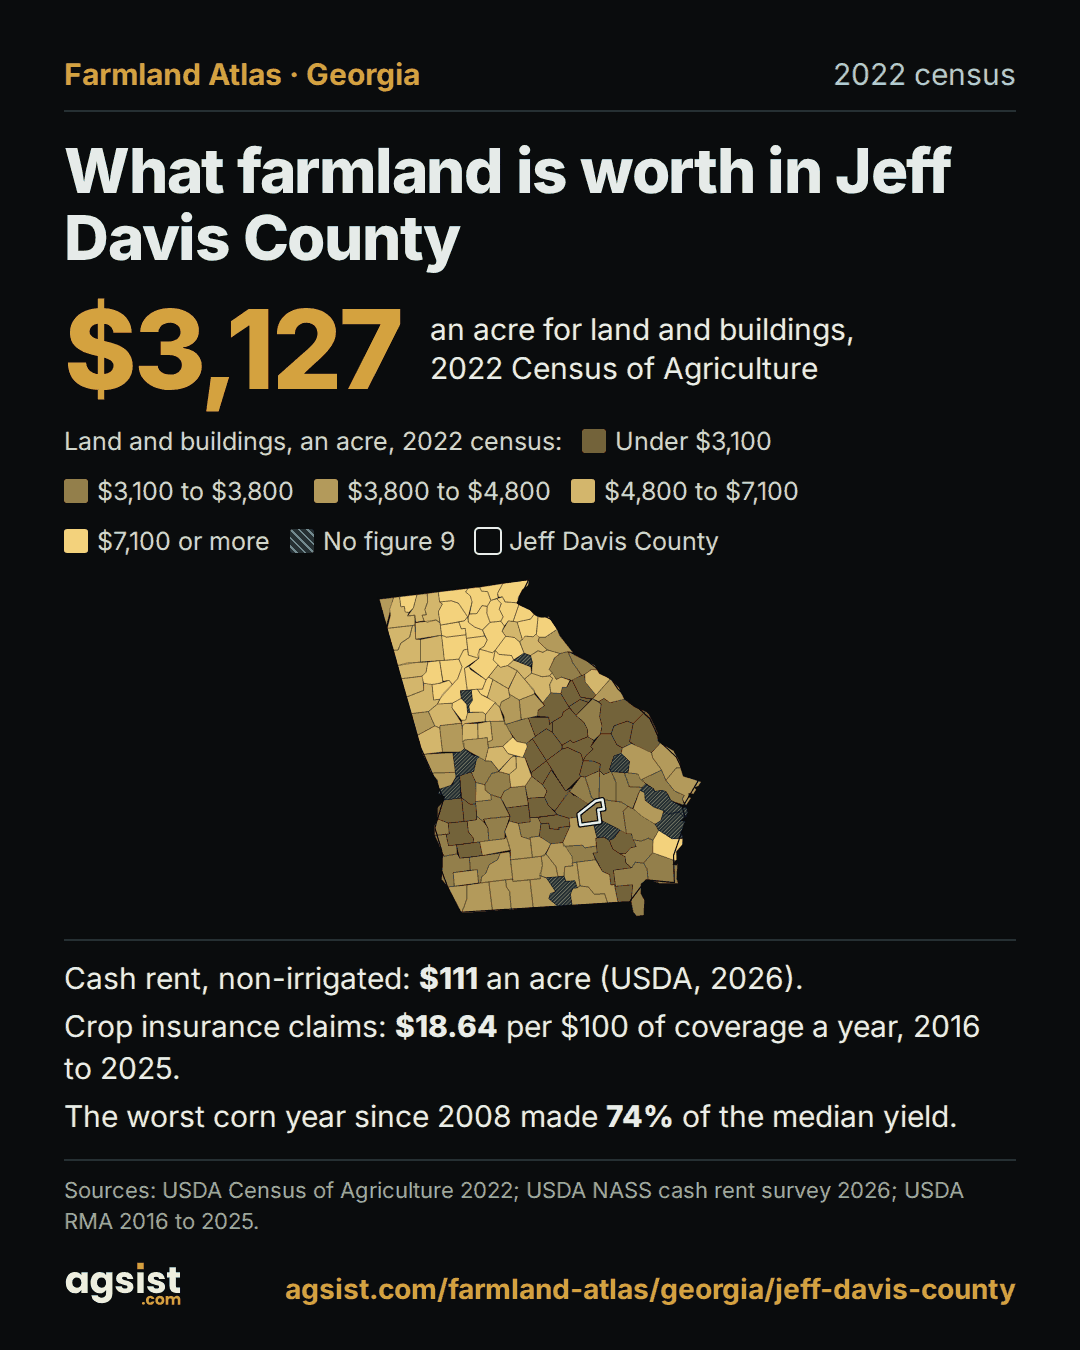 Farmland Atlas · Georgia
2022 census
What farmland is worth in Jeff
Davis County
$3,127
an acre for land and buildings,
2022 Census of Agriculture
Land and buildings, an acre, 2022 census: Under $3,100
$3,100 to $3,800 $3,800 to $4,800 $4,800 to $7,100
$7,100 or more No figure 9 Jeff Davis County
Cash rent, non-irrigated: $111 an acre (USDA, 2026).
Crop insurance claims: $18.64 per $100 of coverage a year, 2016
to 2025.
The worst corn year since 2008 made 74% of the median yield.
Sources: USDA Census of Agriculture 2022; USDA NASS cash rent survey 2026; USDA
RMA 2016 to 2025.
agsist
.com
agsist.com/farmland-atlas/georgia/jeff-davis-county